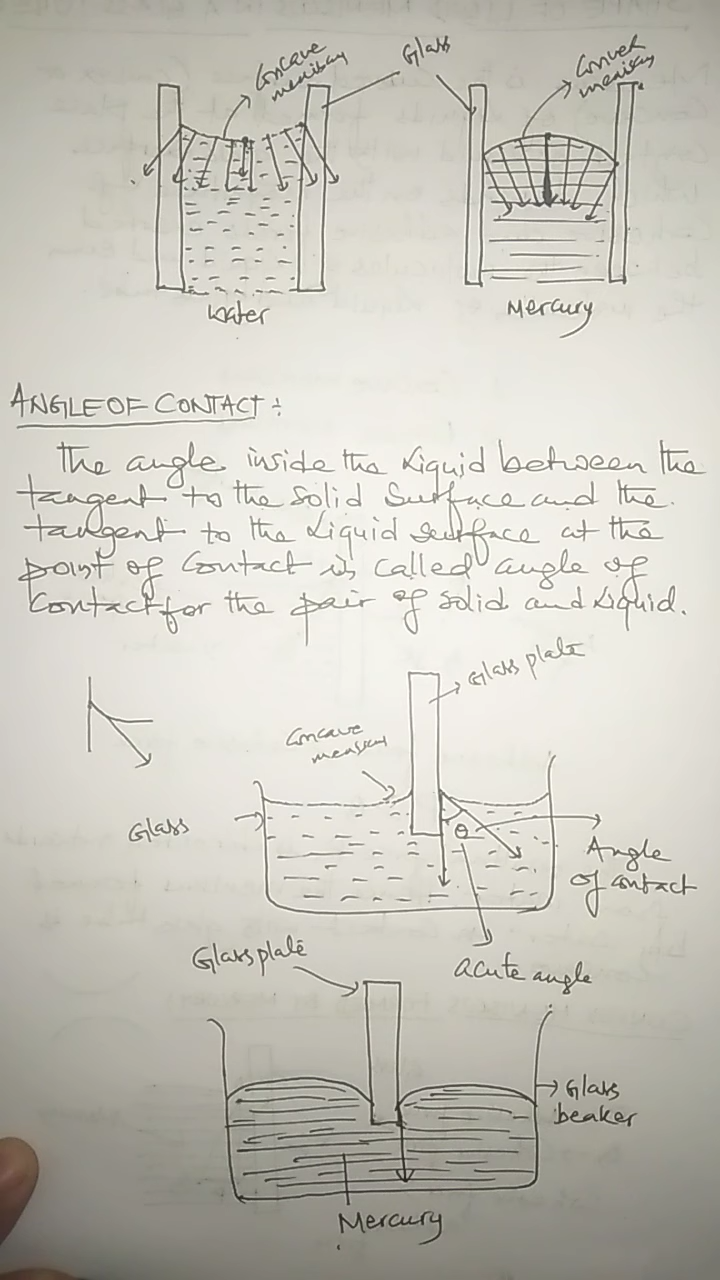 Concave
meniscus
Glass
Convex
meniscus
Water
Mercury
ANGLE OF CONTACT :
The angle inside the Liquid between the
tangent to the Solid Surface and the
tangent to the Liquid surface at the
point of Contact is called angle of
Contact for the pair of solid and Liquid.
Glass plate
Concave
Glass
θ
Angle
of contact
acute angle
Glass plate
Glass
beaker
Mercury